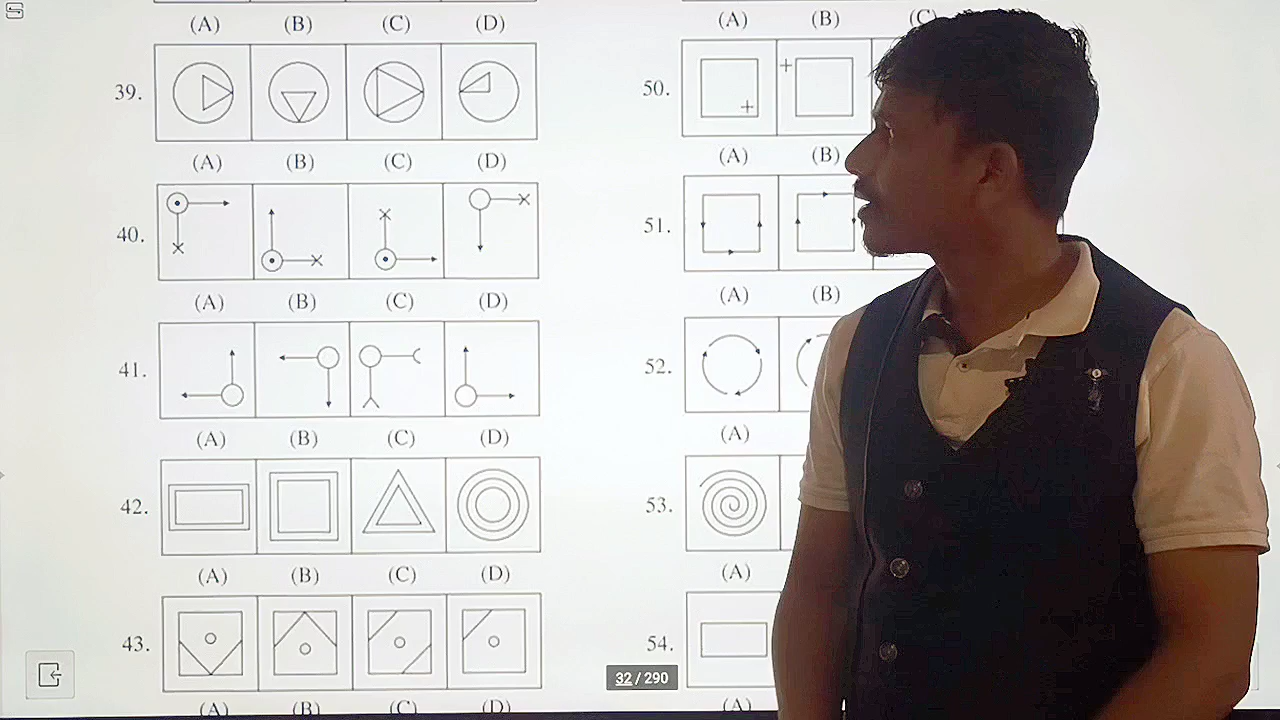 (A) (B) (C) (D)
39.
(A) (B) (C) (D)
40.
(A) (B) (C) (D)
41.
(A) (B) (C) (D)
42.
(A) (B) (C) (D)
43.
(A) (B) (C) (D)
(A) (B) (C)
50.
(A) (B)
51.
(A) (B)
52.
(A)
53.
(A)
54.
(A)
32 / 290